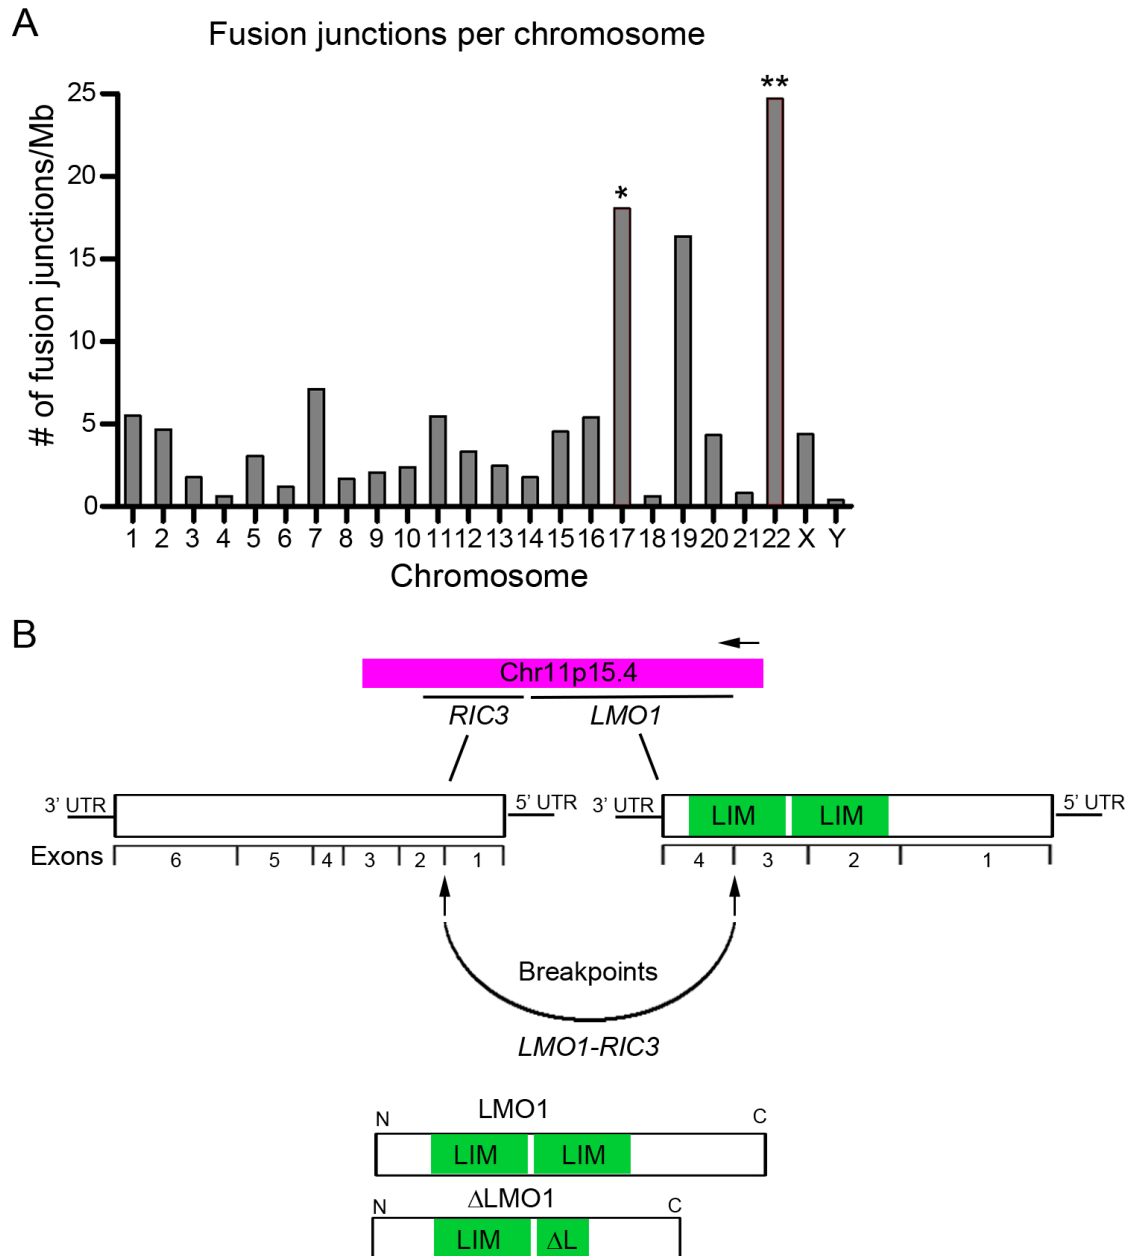 A
Fusion junctions per chromosome
# of fusion junctions/Mb
25
20
15
10
5
0
*
**
1 2 3 4 5 6 7 8 9 10 11 12 13 14 15 16 17 18 19 20 21 22 X Y
Chromosome
B
Chr11p15.4
RIC3 LMO1
3' UTR 5' UTR 3' UTR LIM LIM 5' UTR
Exons 6 5 4 3 2 1 4 3 2 1
Breakpoints
LMO1-RIC3
LMO1
N C
LIM LIM
ΔLMO1
N C
LIM ΔL